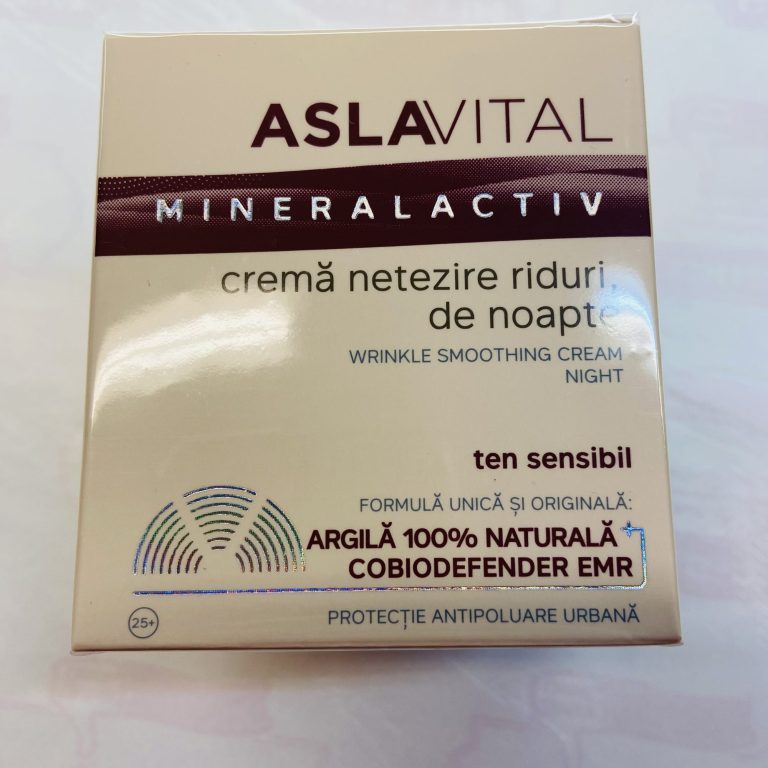 ASLAVITAL
MINERALACTIV
cremă netezire riduri,
de noapte
WRINKLE SMOOTHING CREAM
NIGHT
ten sensibil
FORMULĂ UNICĂ ȘI ORIGINALĂ:
ARGILĂ 100% NATURALĂ +
COBIODEFENDER EMR
25+
PROTECȚIE ANTIPOLUARE URBANĂ